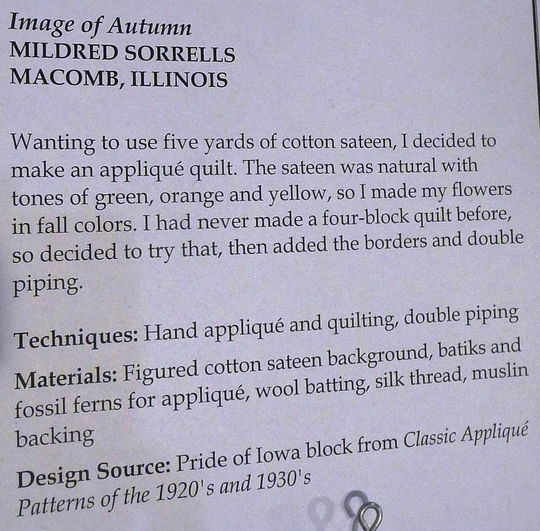 Image of Autumn
MILDRED SORRELLS
MACOMB, ILLINOIS
Wanting to use five yards of cotton sateen, I decided to
make an appliqué quilt. The sateen was natural with
tones of green, orange and yellow, so I made my flowers
in fall colors. I had never made a four-block quilt before,
so decided to try that, then added the borders and double
piping.
Techniques: Hand appliqué and quilting, double piping
Materials: Figured cotton sateen background, batiks and
fossil ferns for appliqué, wool batting, silk thread, muslin
backing
Design Source: Pride of Iowa block from Classic Appliqué
Patterns of the 1920's and 1930's